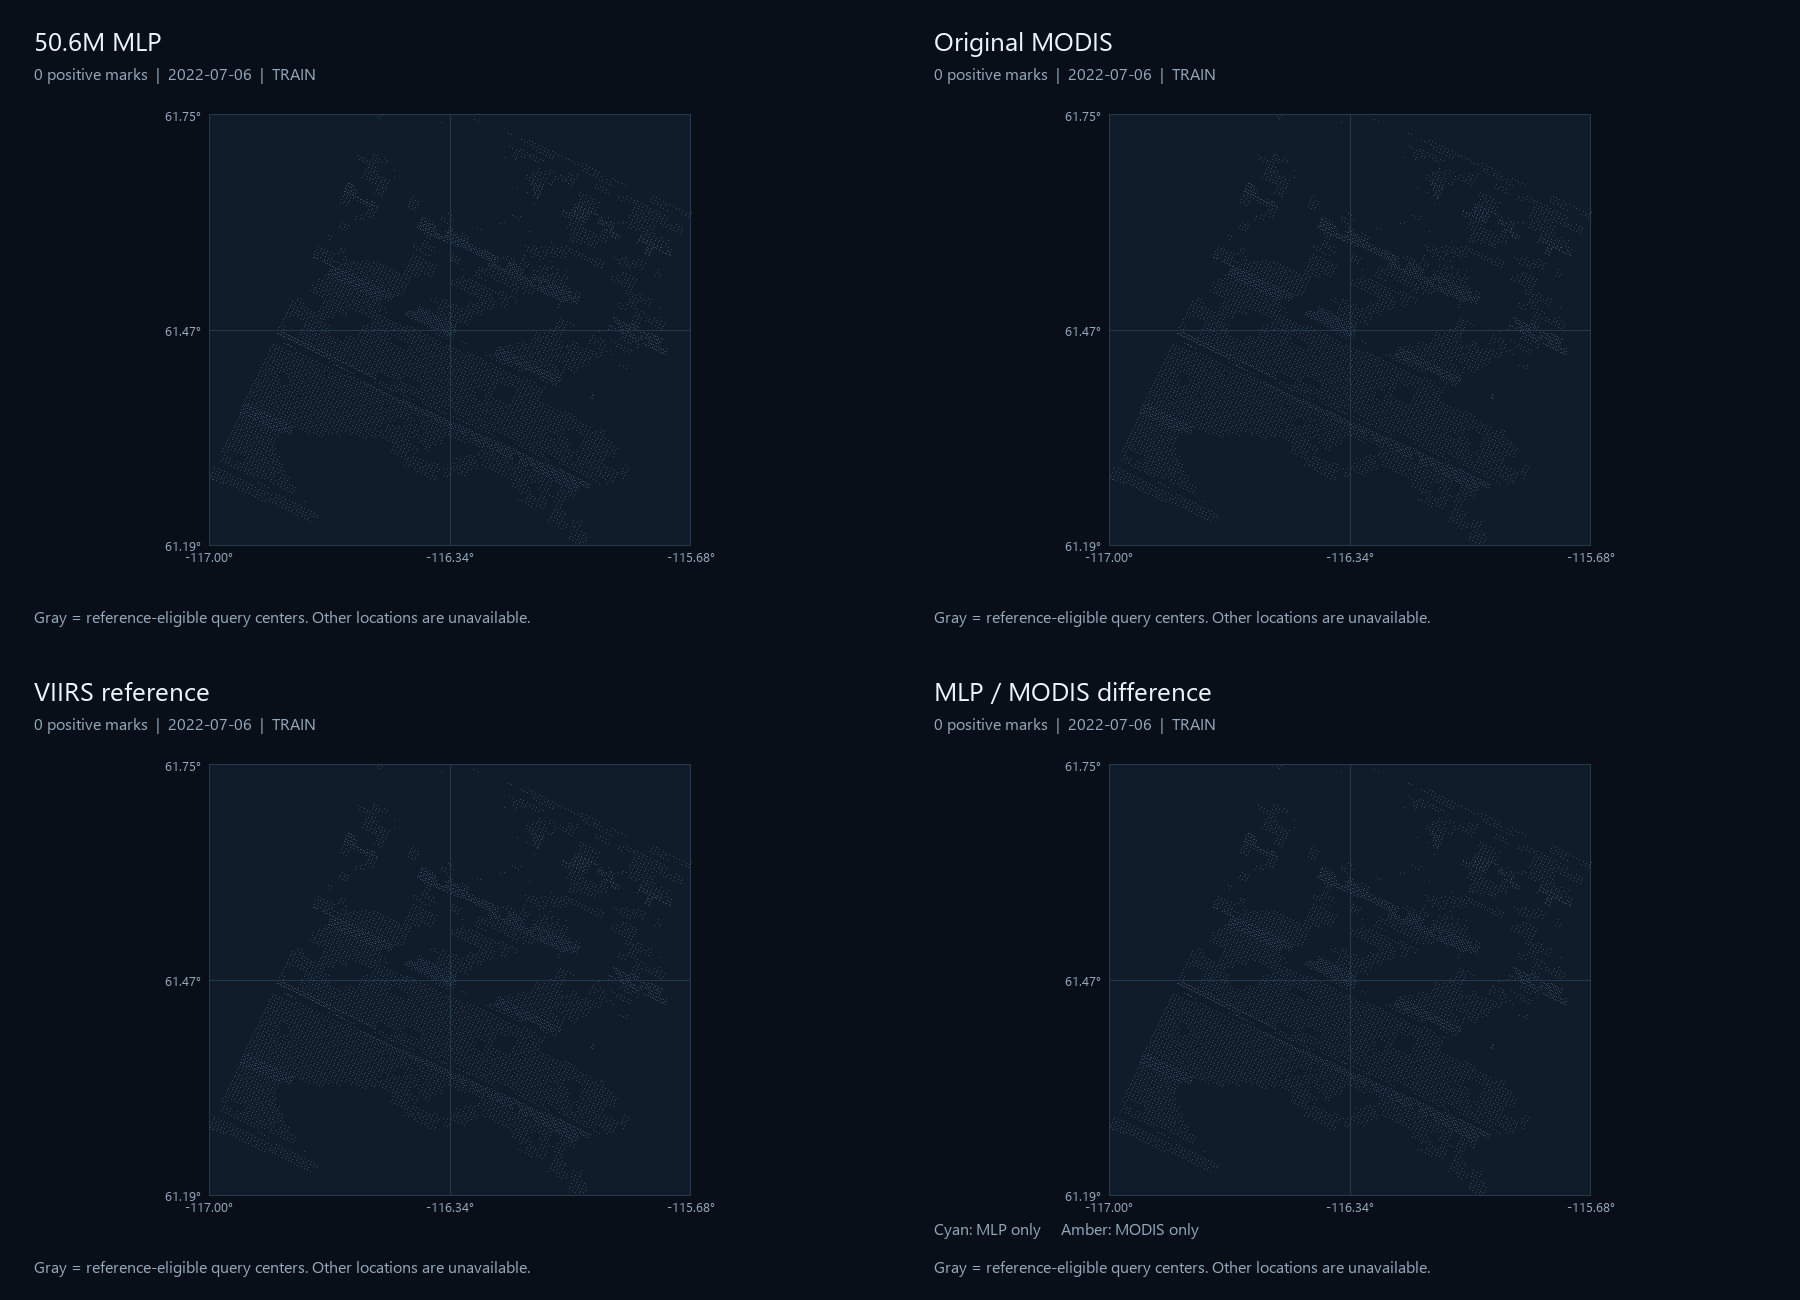 50.6M MLP
0 positive marks | 2022-07-06 | TRAIN
61.75°
61.47°
61.19°
-117.00°
-116.34°
-115.68°
Gray = reference-eligible query centers. Other locations are unavailable.
Original MODIS
0 positive marks | 2022-07-06 | TRAIN
61.75°
61.47°
61.19°
-117.00°
-116.34°
-115.68°
Gray = reference-eligible query centers. Other locations are unavailable.
VIIRS reference
0 positive marks | 2022-07-06 | TRAIN
61.75°
61.47°
61.19°
-117.00°
-116.34°
-115.68°
Gray = reference-eligible query centers. Other locations are unavailable.
MLP / MODIS difference
0 positive marks | 2022-07-06 | TRAIN
61.75°
61.47°
61.19°
-117.00°
-116.34°
-115.68°
Cyan: MLP only Amber: MODIS only
Gray = reference-eligible query centers. Other locations are unavailable.